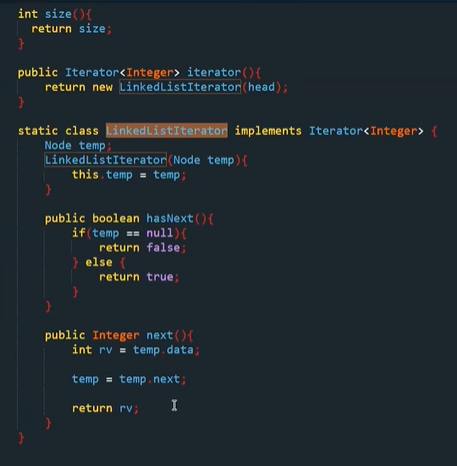 int size(){
return size;
}
public Iterator<Integer> iterator(){
return new LinkedListIterator(head);
}
static class LinkedListIterator implements Iterator<Integer> {
Node temp;
LinkedListIterator(Node temp){
this.temp = temp;
}
public boolean hasNext(){
if(temp == null){
return false;
} else {
return true;
}
}
public Integer next(){
int rv = temp.data;
temp = temp.next;
return rv;
}
}